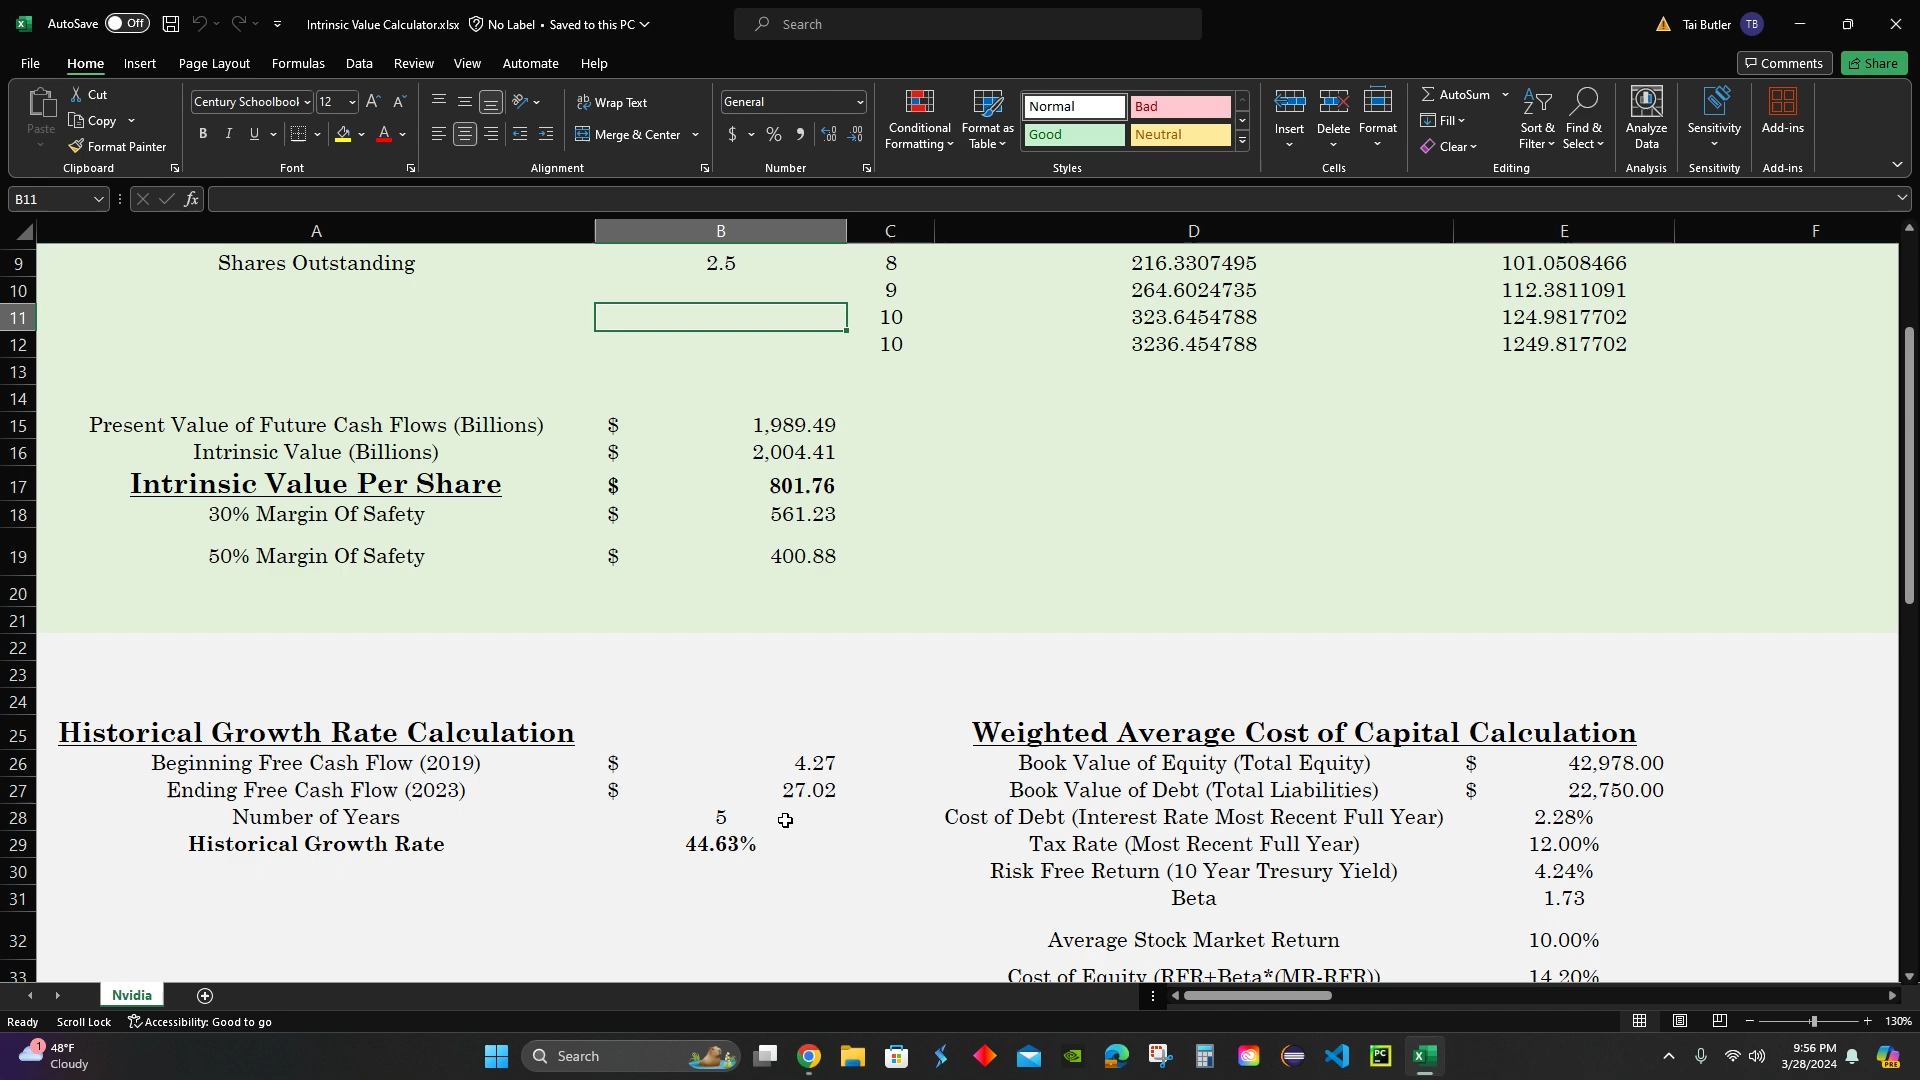 AutoSave Off Intrinsic Value Calculator.xlsx No Label • Saved to this PC Search Tai Butler TB
File Home Insert Page Layout Formulas Data Review View Automate Help Comments Share
Paste Cut Copy Format Painter Clipboard
Century Schoolbool 12 A A B I U A Font
Wrap Text Merge & Center Alignment
General $ % , Number
Conditional Formatting Format as Table Normal Bad Good Neutral Styles
Insert Delete Format Cells
AutoSum Fill Clear Sort & Filter Find & Select Editing
Analyze Data Analysis Sensitivity Sensitivity Add-ins Add-ins
B11 fx
A B C D E F
9 Shares Outstanding 2.5 8 216.3307495 101.0508466
10 9 264.6024735 112.3811091
11 10 323.6454788 124.9817702
12 10 3236.454788 1249.817702
13
14
15 Present Value of Future Cash Flows (Billions) $ 1,989.49
16 Intrinsic Value (Billions) $ 2,004.41
17 Intrinsic Value Per Share $ 801.76
18 30% Margin Of Safety $ 561.23
19 50% Margin Of Safety $ 400.88
20
21
22
23
24
25 Historical Growth Rate Calculation Weighted Average Cost of Capital Calculation
26 Beginning Free Cash Flow (2019) $ 4.27 Book Value of Equity (Total Equity) $ 42,978.00
27 Ending Free Cash Flow (2023) $ 27.02 Book Value of Debt (Total Liabilities) $ 22,750.00
28 Number of Years 5 Cost of Debt (Interest Rate Most Recent Full Year) 2.28%
29 Historical Growth Rate 44.63% Tax Rate (Most Recent Full Year) 12.00%
30 Risk Free Return (10 Year Tresury Yield) 4.24%
31 Beta 1.73
32 Average Stock Market Return 10.00%
33 Cost of Equity (RFR+Beta*(MR-RFR)) 14.20%
Nvidia
Ready Scroll Lock Accessibility: Good to go 130%
1 48°F Cloudy Search PC PRE 9:56 PM 3/28/2024